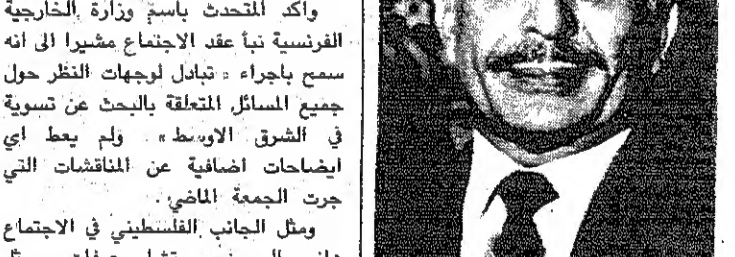 واكد المتحدث باسم وزارة الخارجية
الفرنسية نبأ عقد الاجتماع مشيرا الى أنه
سمح باجراء « تبادل لوجهات النظر حول
جميع المسائل المتعلقة بالبحث عن تسوية
في الشرق الاوسط » . ولم يعط اي
ايضاحات اضافية عن المناقشات التي
جرت الجمعة الماضي .
ومثل الجانب الفلسطيني في الاجتماع